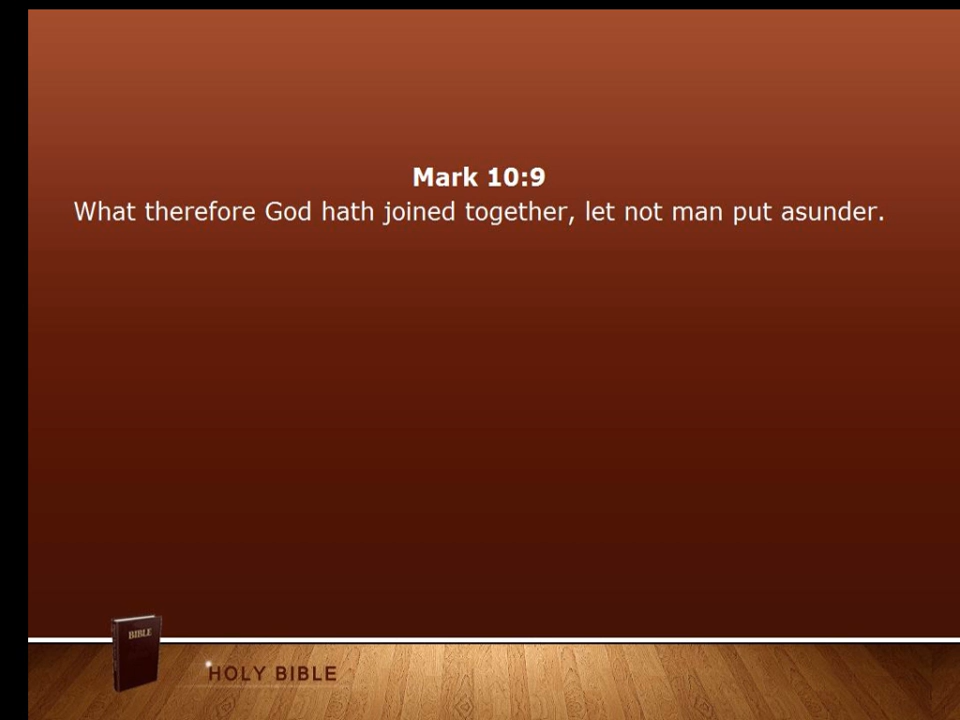 Mark 10:9
What therefore God hath joined together, let not man put asunder.
BIBLE
HOLY BIBLE